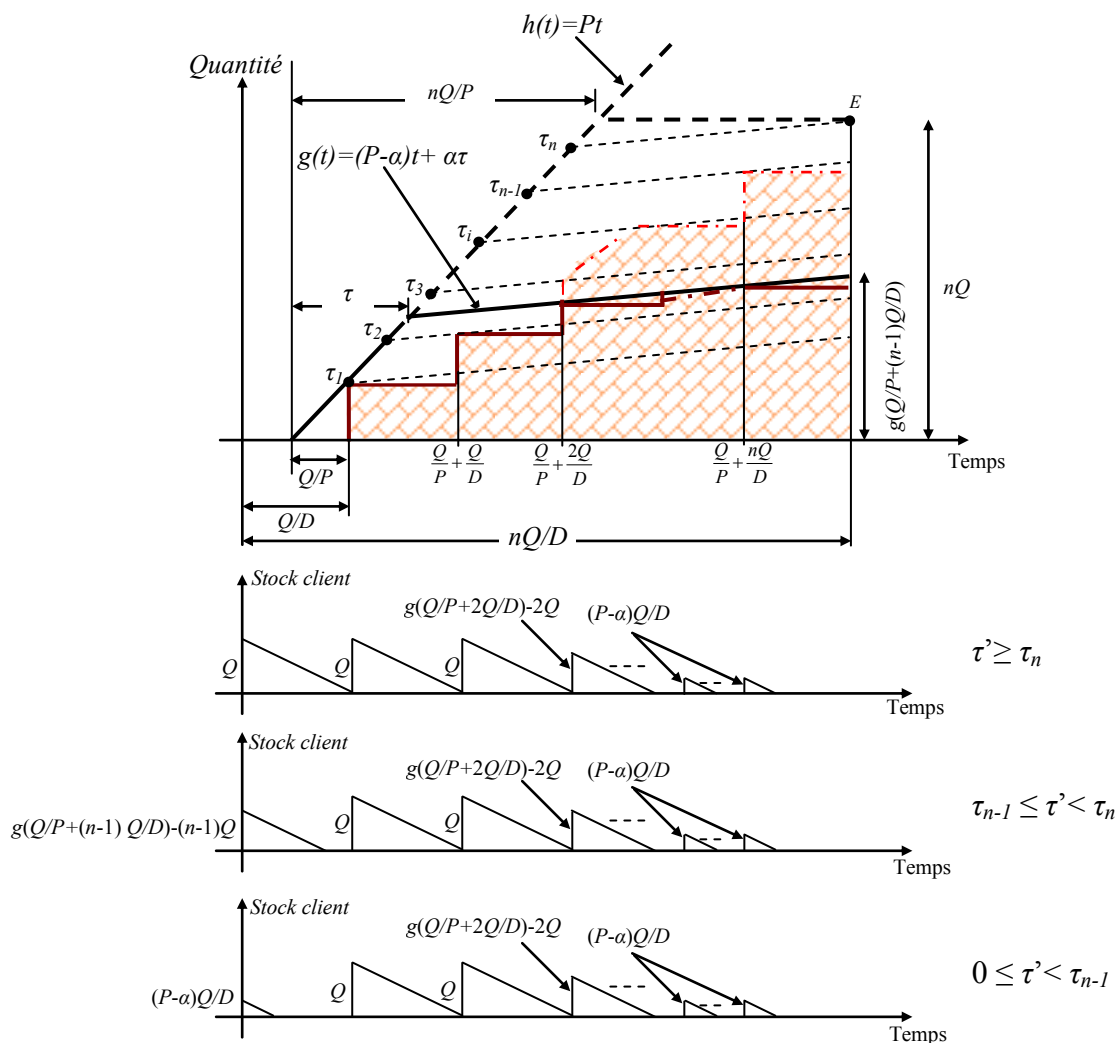 h(t)=Pt
Quantité
nQ/P
E
τn
g(t)=(P-α)t+ ατ
τn-1
τi
τ3
τ
nQ
τ2
g(Q/P+(n-1)Q/D)
τ1
Temps
Q/P
Q/P + Q/D
Q/P + 2Q/D
Q/P + nQ/D
Q/D
nQ/D
Stock client
g(Q/P+2Q/D)-2Q
(P-α)Q/D
τ’≥ τn
Q
Q
Q
Temps
Stock client
g(Q/P+2Q/D)-2Q
(P-α)Q/D
τn-1 ≤ τ’< τn
g(Q/P+(n-1) Q/D)-(n-1)Q
Q
Q
Temps
Stock client
g(Q/P+2Q/D)-2Q
(P-α)Q/D
0 ≤ τ’< τn-1
(P-α)Q/D
Q
Q
Temps